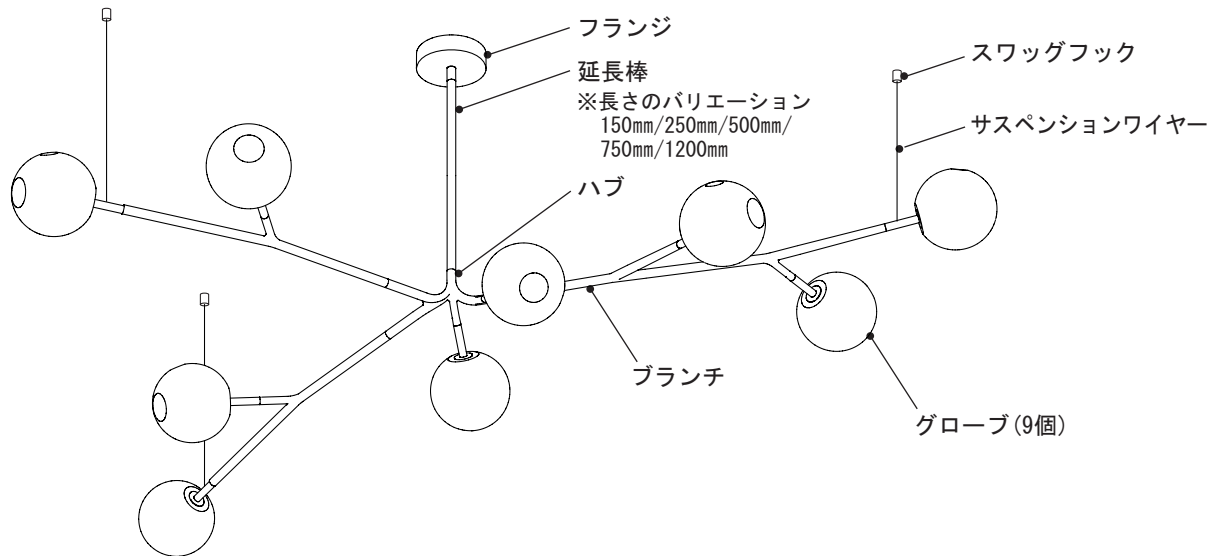 フランジ
延長棒
※長さのバリエーション
150mm/250mm/500mm/
750mm/1200mm
ハブ
スワッグフック
サスペンションワイヤー
ブランチ
グローブ(9個)